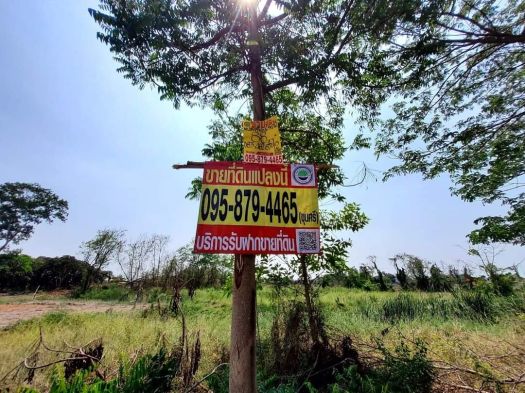 095-879-4465
ขายที่ดินแปลงนี้
095-879-4465 (คุณศรี)
บริการรับฝากขายที่ดิน